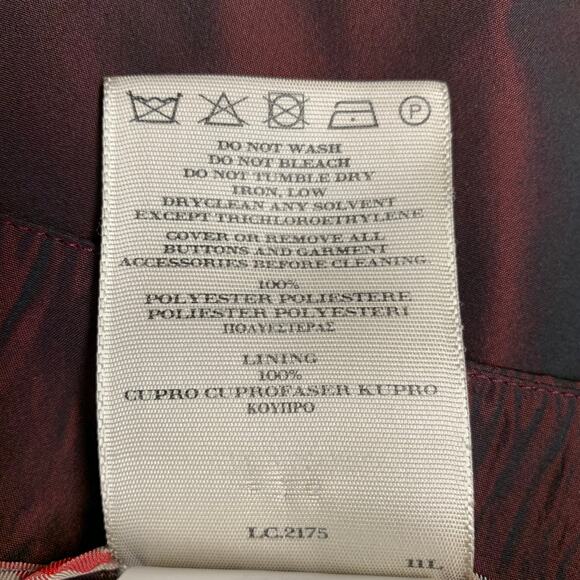 P
DO NOT WASH
DO NOT BLEACH
DO NOT TUMBLE DRY
IRON, LOW
DRYCLEAN ANY SOLVENT
EXCEPT TRICHLOROETHYLENE
COVER OR REMOVE ALL
BUTTONS AND GARMENT
ACCESSORIES BEFORE CLEANING
100%
POLYESTER POLIESTERE
POLIESTER POLYESTERI
ΠΟΛΥΕΣΤΕΡΑΣ
LINING
100%
CUPRO CUPROFASER KUPRO
ΚΟΥΠΡΟ
LC.2175
11L